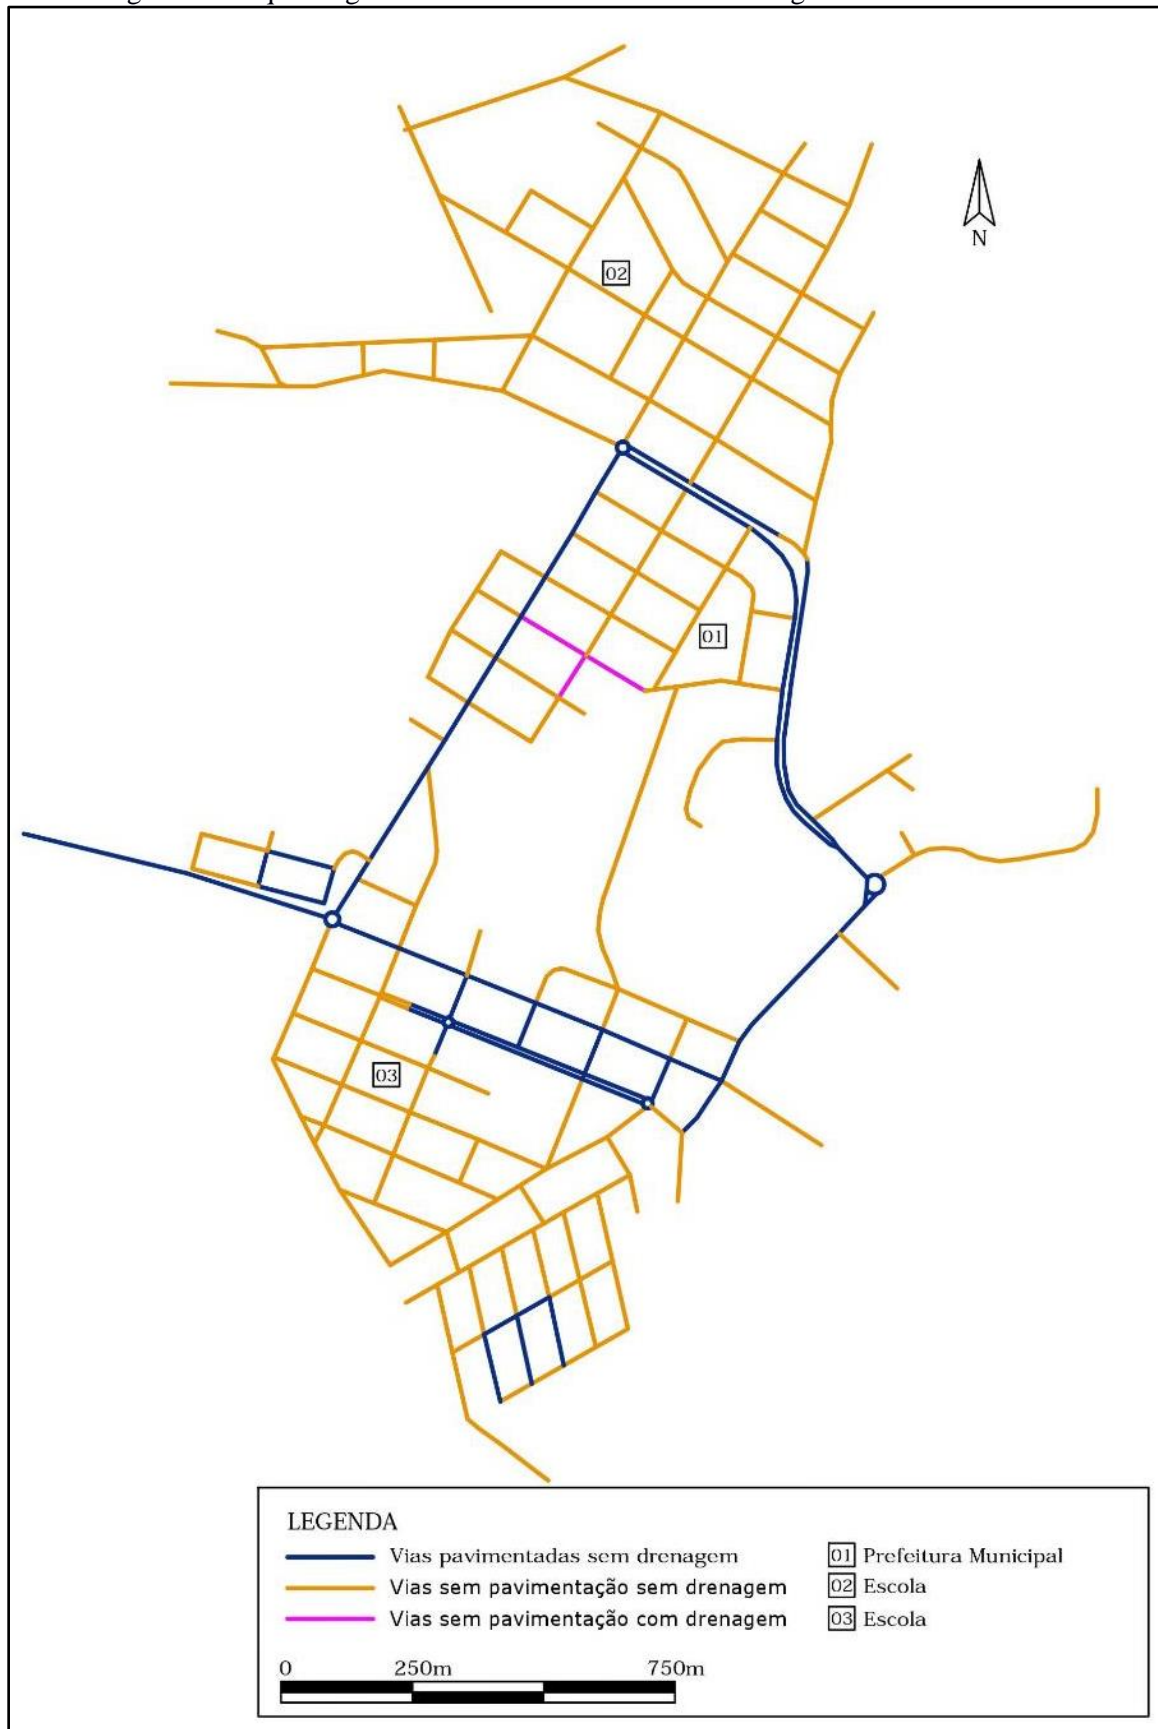 N
02
01
03
LEGENDA
Vias pavimentadas sem drenagem
Vias sem pavimentação sem drenagem
Vias sem pavimentação com drenagem
01 Prefeitura Municipal
02 Escola
03 Escola
0 250m 750m